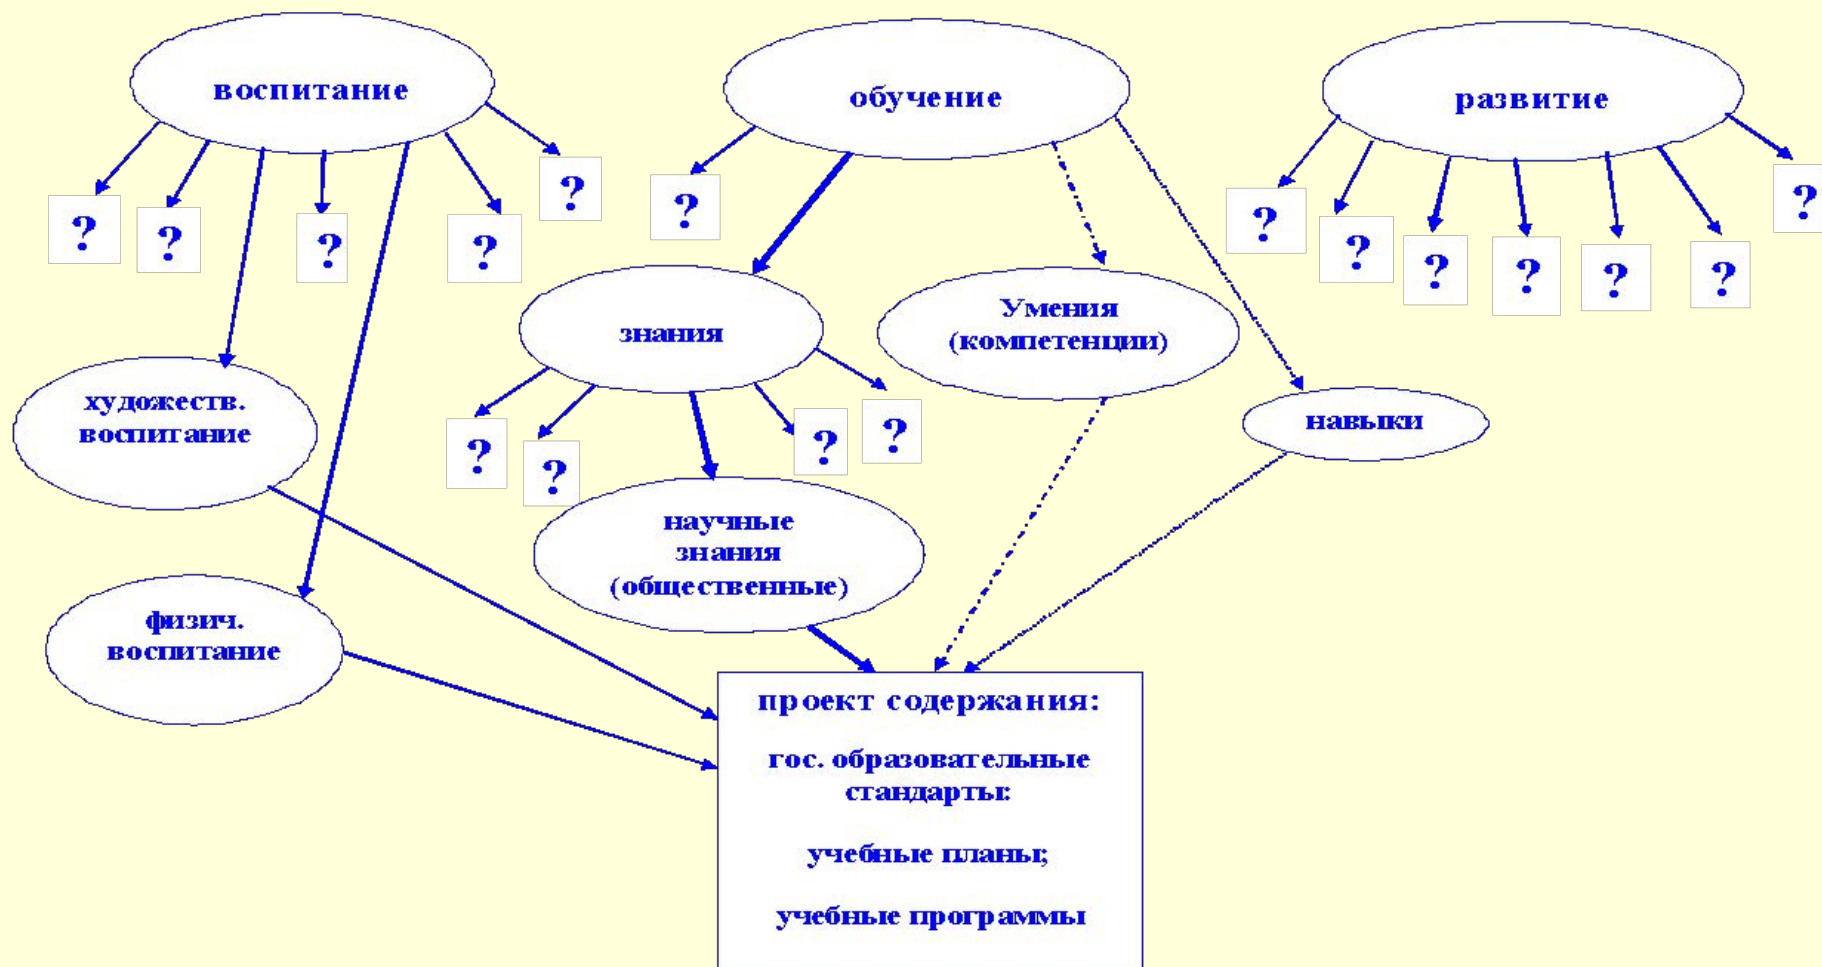 воспитание
обучение
развитие
?
?
?
?
?
?
?
?
?
?
?
?
?
знания
Умения
(компетенции)
навыки
художеств.
воспитание
?
?
?
?
научные
знания
(общественные)
физич.
воспитание
проект содержания:
гос. образовательные
стандарты:
учебные планы;
учебные программы